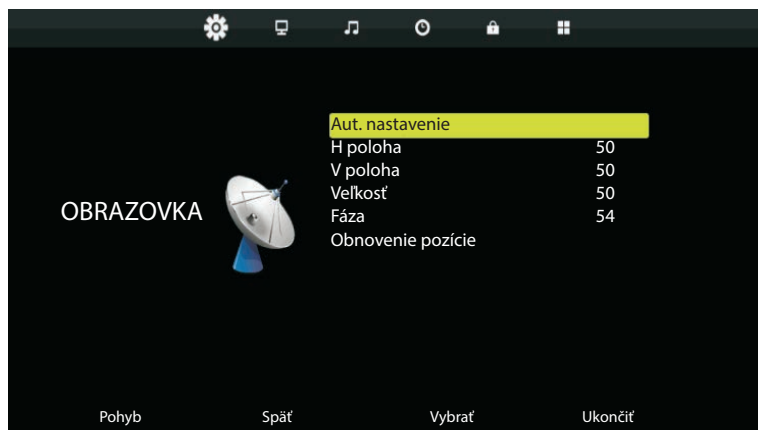 Aut. nastavenie
H poloha 50
V poloha 50
Veľkosť 50
OBRAZOVKA
Fáza 54
Obnovenie pozície
Pohyb Späť Vybrať Ukončiť